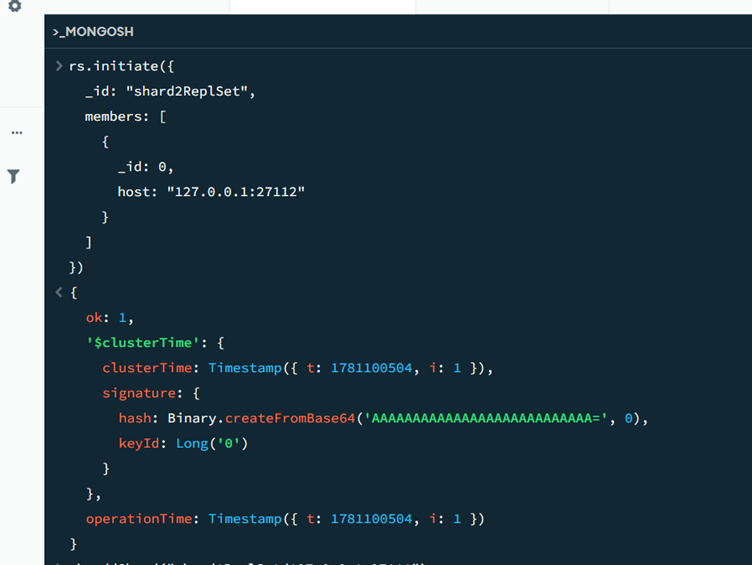 >_MONGOSH
> rs.initiate({
_id: "shard2ReplSet",
members: [
{
_id: 0,
host: "127.0.0.1:27112"
}
]
})
< {
ok: 1,
'$clusterTime': {
clusterTime: Timestamp({ t: 1781100504, i: 1 }),
signature: {
hash: Binary.createFromBase64('AAAAAAAAAAAAAAAAAAAAAAAAAAA=', 0),
keyId: Long('0')
}
},
operationTime: Timestamp({ t: 1781100504, i: 1 })
}